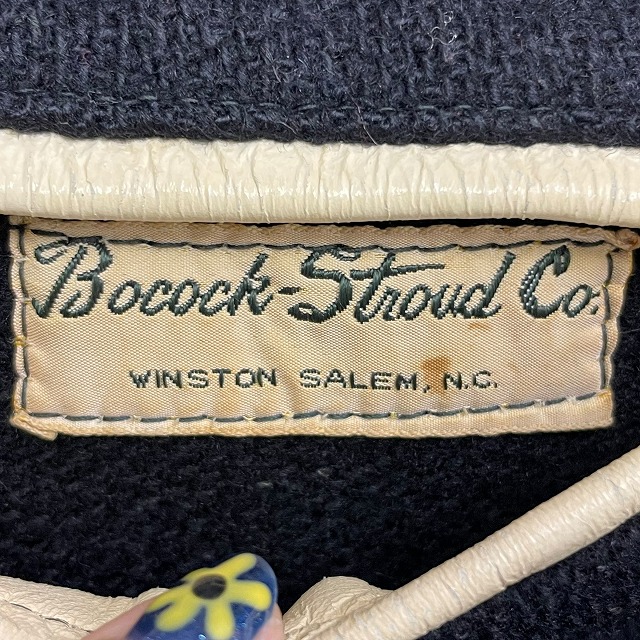 Bocock-Stroud Co.
WINSTON SALEM, N.C.